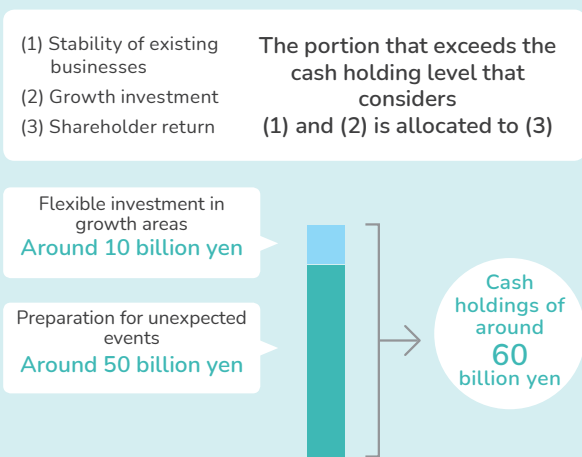 (1) Stability of existing
businesses
(2) Growth investment
(3) Shareholder return
The portion that exceeds the
cash holding level that
considers
(1) and (2) is allocated to (3)
Flexible investment in
growth areas
Around 10 billion yen
Preparation for unexpected
events
Around 50 billion yen
Cash
holdings of
around
60
billion yen